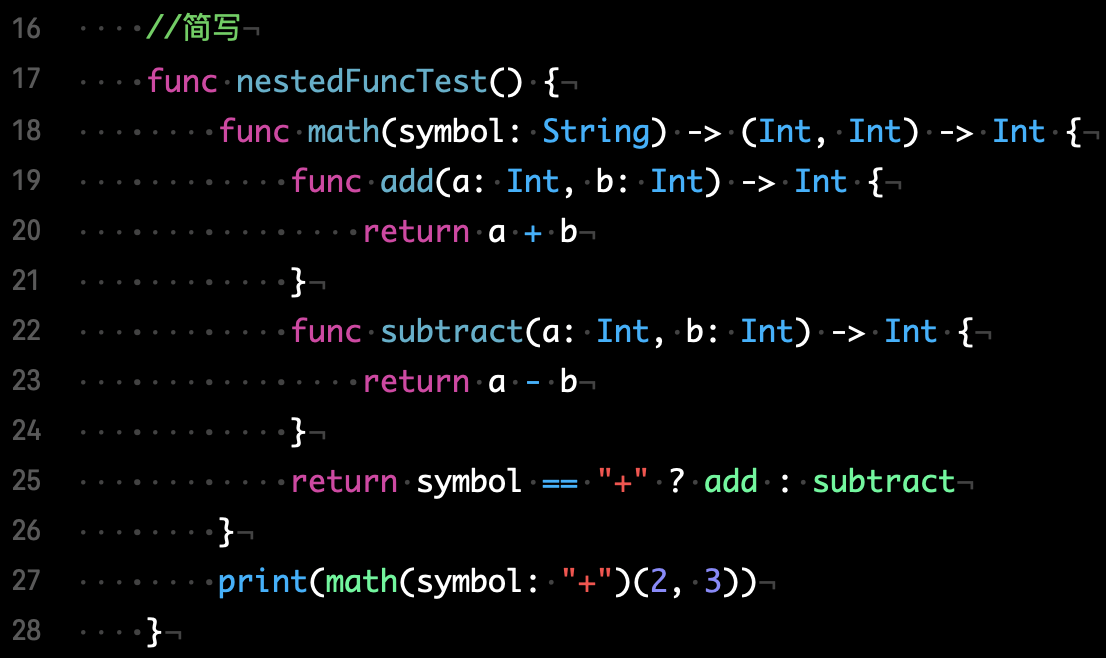 16 //简写
17 func nestedFuncTest() {
18 func math(symbol: String) -> (Int, Int) -> Int {
19 func add(a: Int, b: Int) -> Int {
20 return a + b
21 }
22 func subtract(a: Int, b: Int) -> Int {
23 return a - b
24 }
25 return symbol == "+" ? add : subtract
26 }
27 print(math(symbol: "+")(2, 3))
28 }